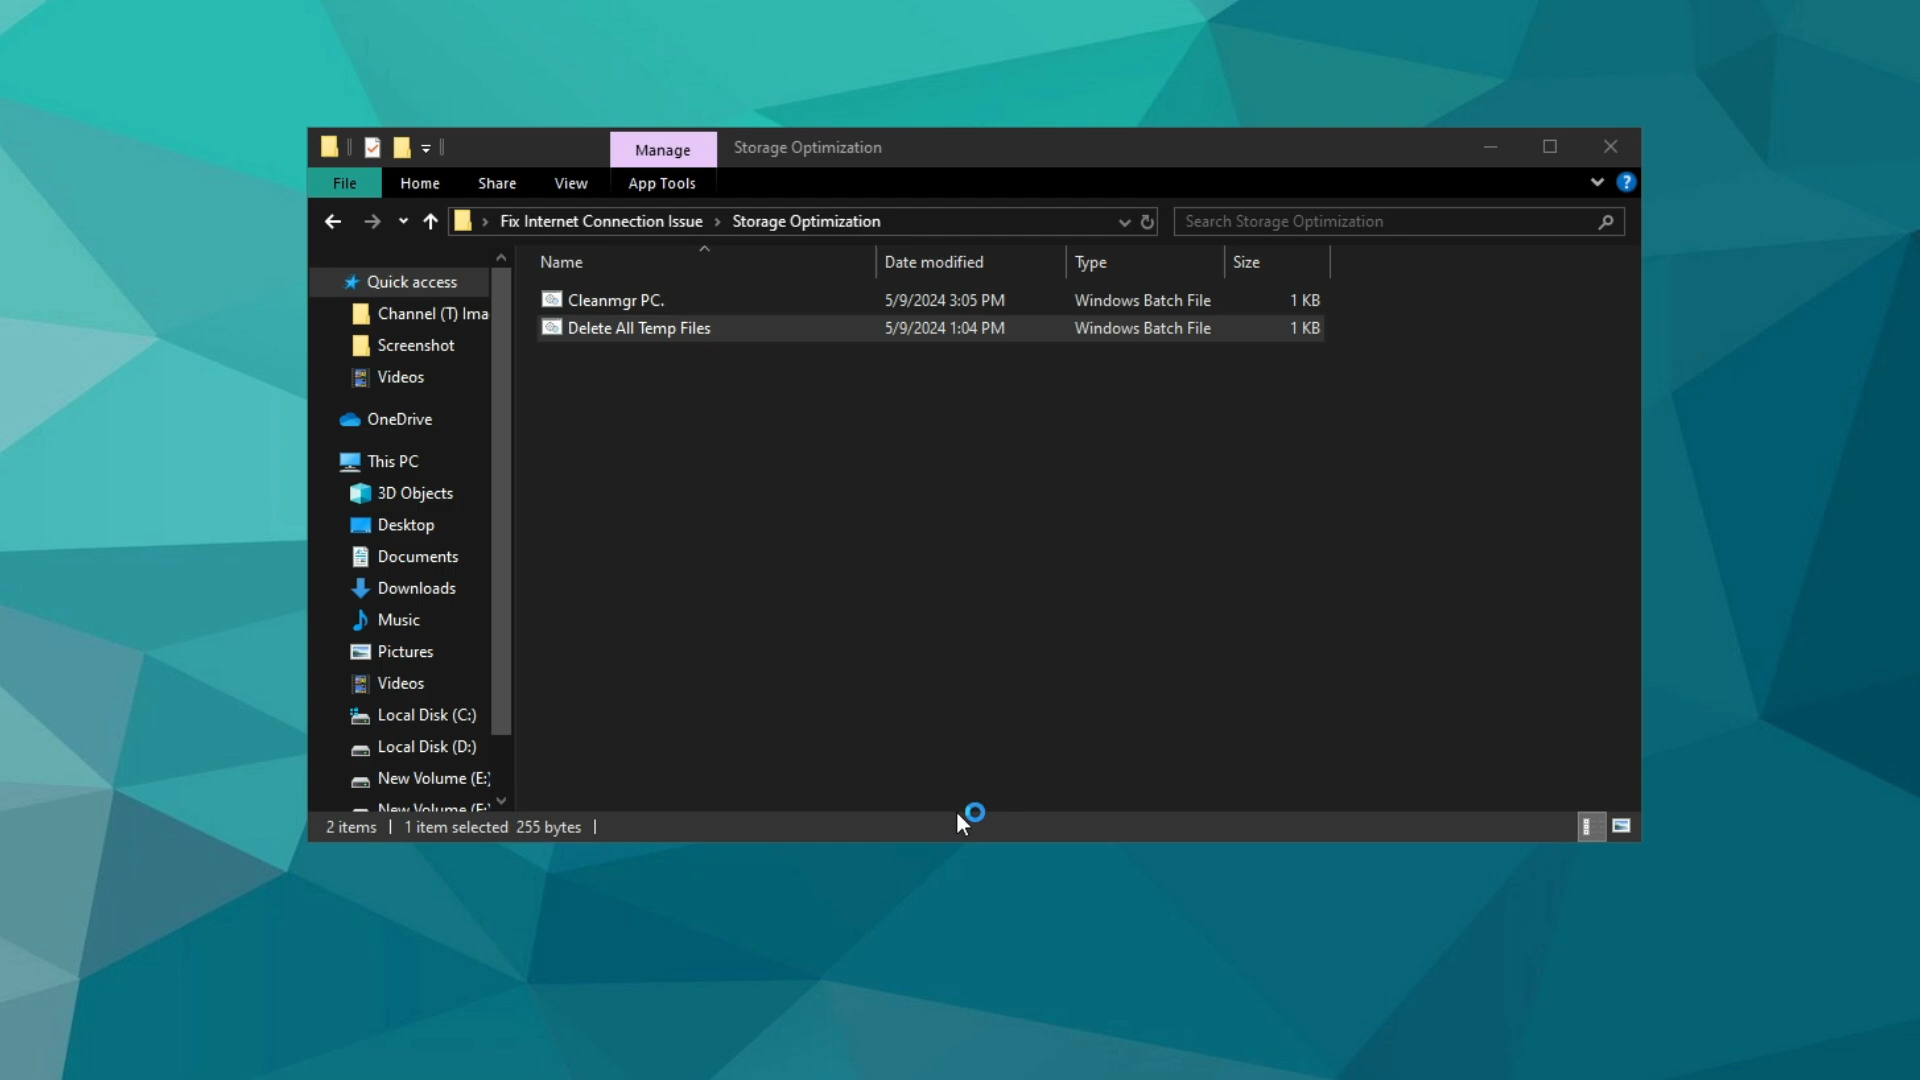 Manage
Storage Optimization
File
Home
Share
View
App Tools
?
Fix Internet Connection Issue
Storage Optimization
Search Storage Optimization
Name
Date modified
Type
Size
Cleanmgr PC.
5/9/2024 3:05 PM
Windows Batch File
1 KB
Delete All Temp Files
5/9/2024 1:04 PM
Windows Batch File
1 KB
Quick access
Channel (T) Ima
Screenshot
Videos
OneDrive
This PC
3D Objects
Desktop
Documents
Downloads
Music
Pictures
Videos
Local Disk (C:)
Local Disk (D:)
New Volume (E:)
New Volume (F:)
2 items
1 item selected
255 bytes